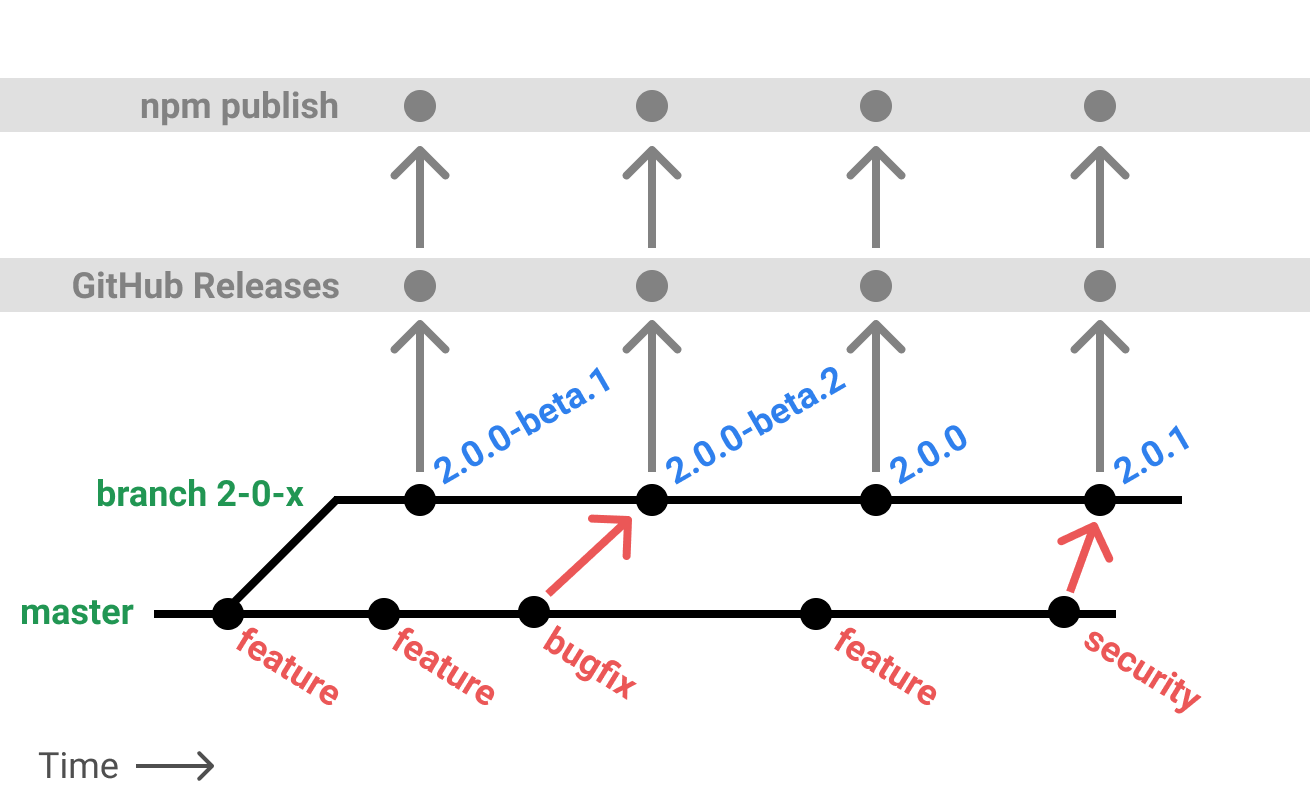 npm publish
GitHub Releases
2.0.0-beta.1
2.0.0-beta.2
2.0.0
2.0.1
branch 2-0-x
master
feature
feature
bugfix
feature
security
Time